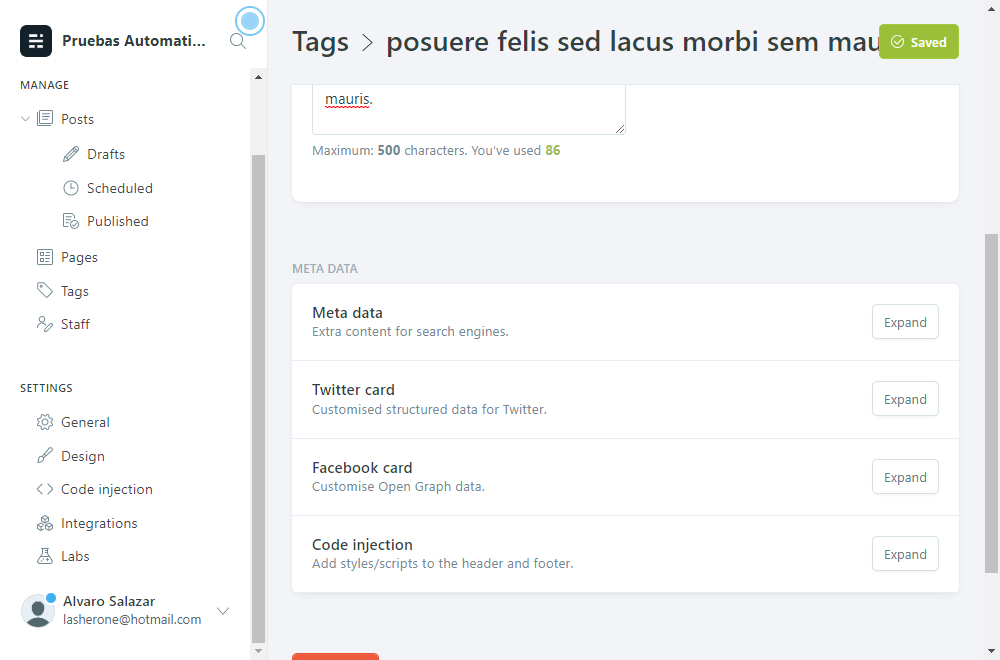 Pruebas Automati...
MANAGE
Posts
Drafts
Scheduled
Published
Pages
Tags
Staff
SETTINGS
General
Design
Code injection
Integrations
Labs
Alvaro Salazar
lasherone@hotmail.com
Tags > posuere felis sed lacus morbi sem mau
Saved
mauris.
Maximum: 500 characters. You've used 86
META DATA
Meta data
Extra content for search engines.
Expand
Twitter card
Customised structured data for Twitter.
Expand
Facebook card
Customise Open Graph data.
Expand
Code injection
Add styles/scripts to the header and footer.
Expand